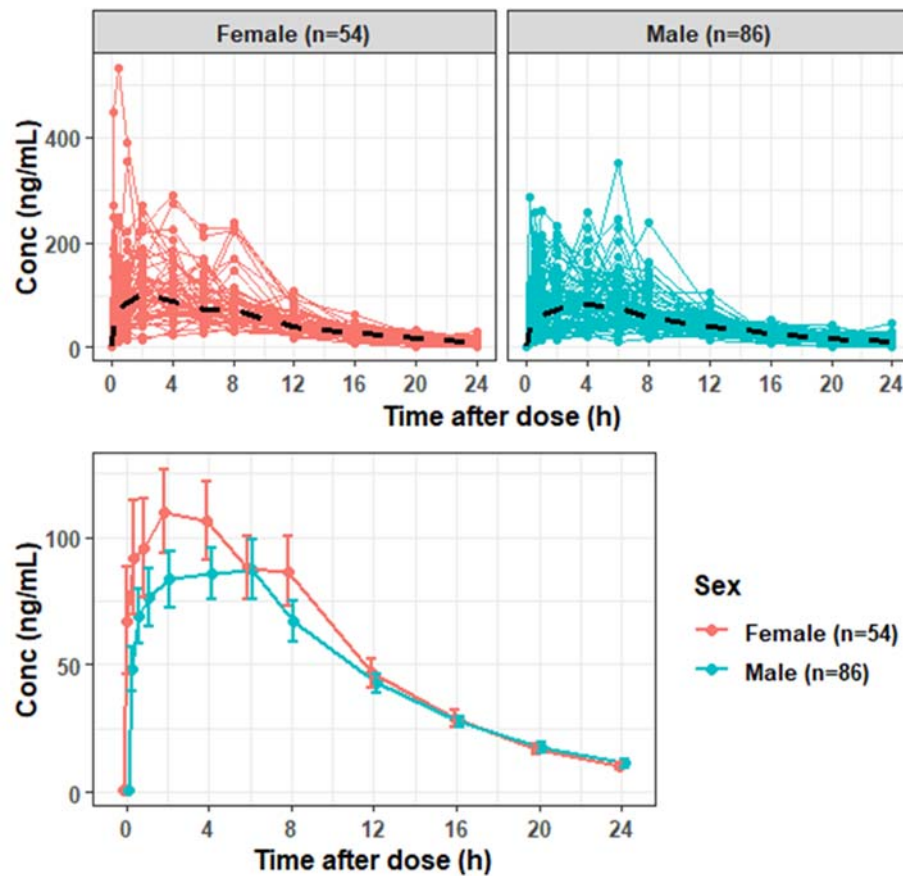 Female (n=54)
Male (n=86)
Conc (ng/mL)
400
200
0
0 4 8 12 16 20 24
0 4 8 12 16 20 24
Time after dose (h)
Conc (ng/mL)
100
50
0
0 4 8 12 16 20 24
Time after dose (h)
Sex
Female (n=54)
Male (n=86)